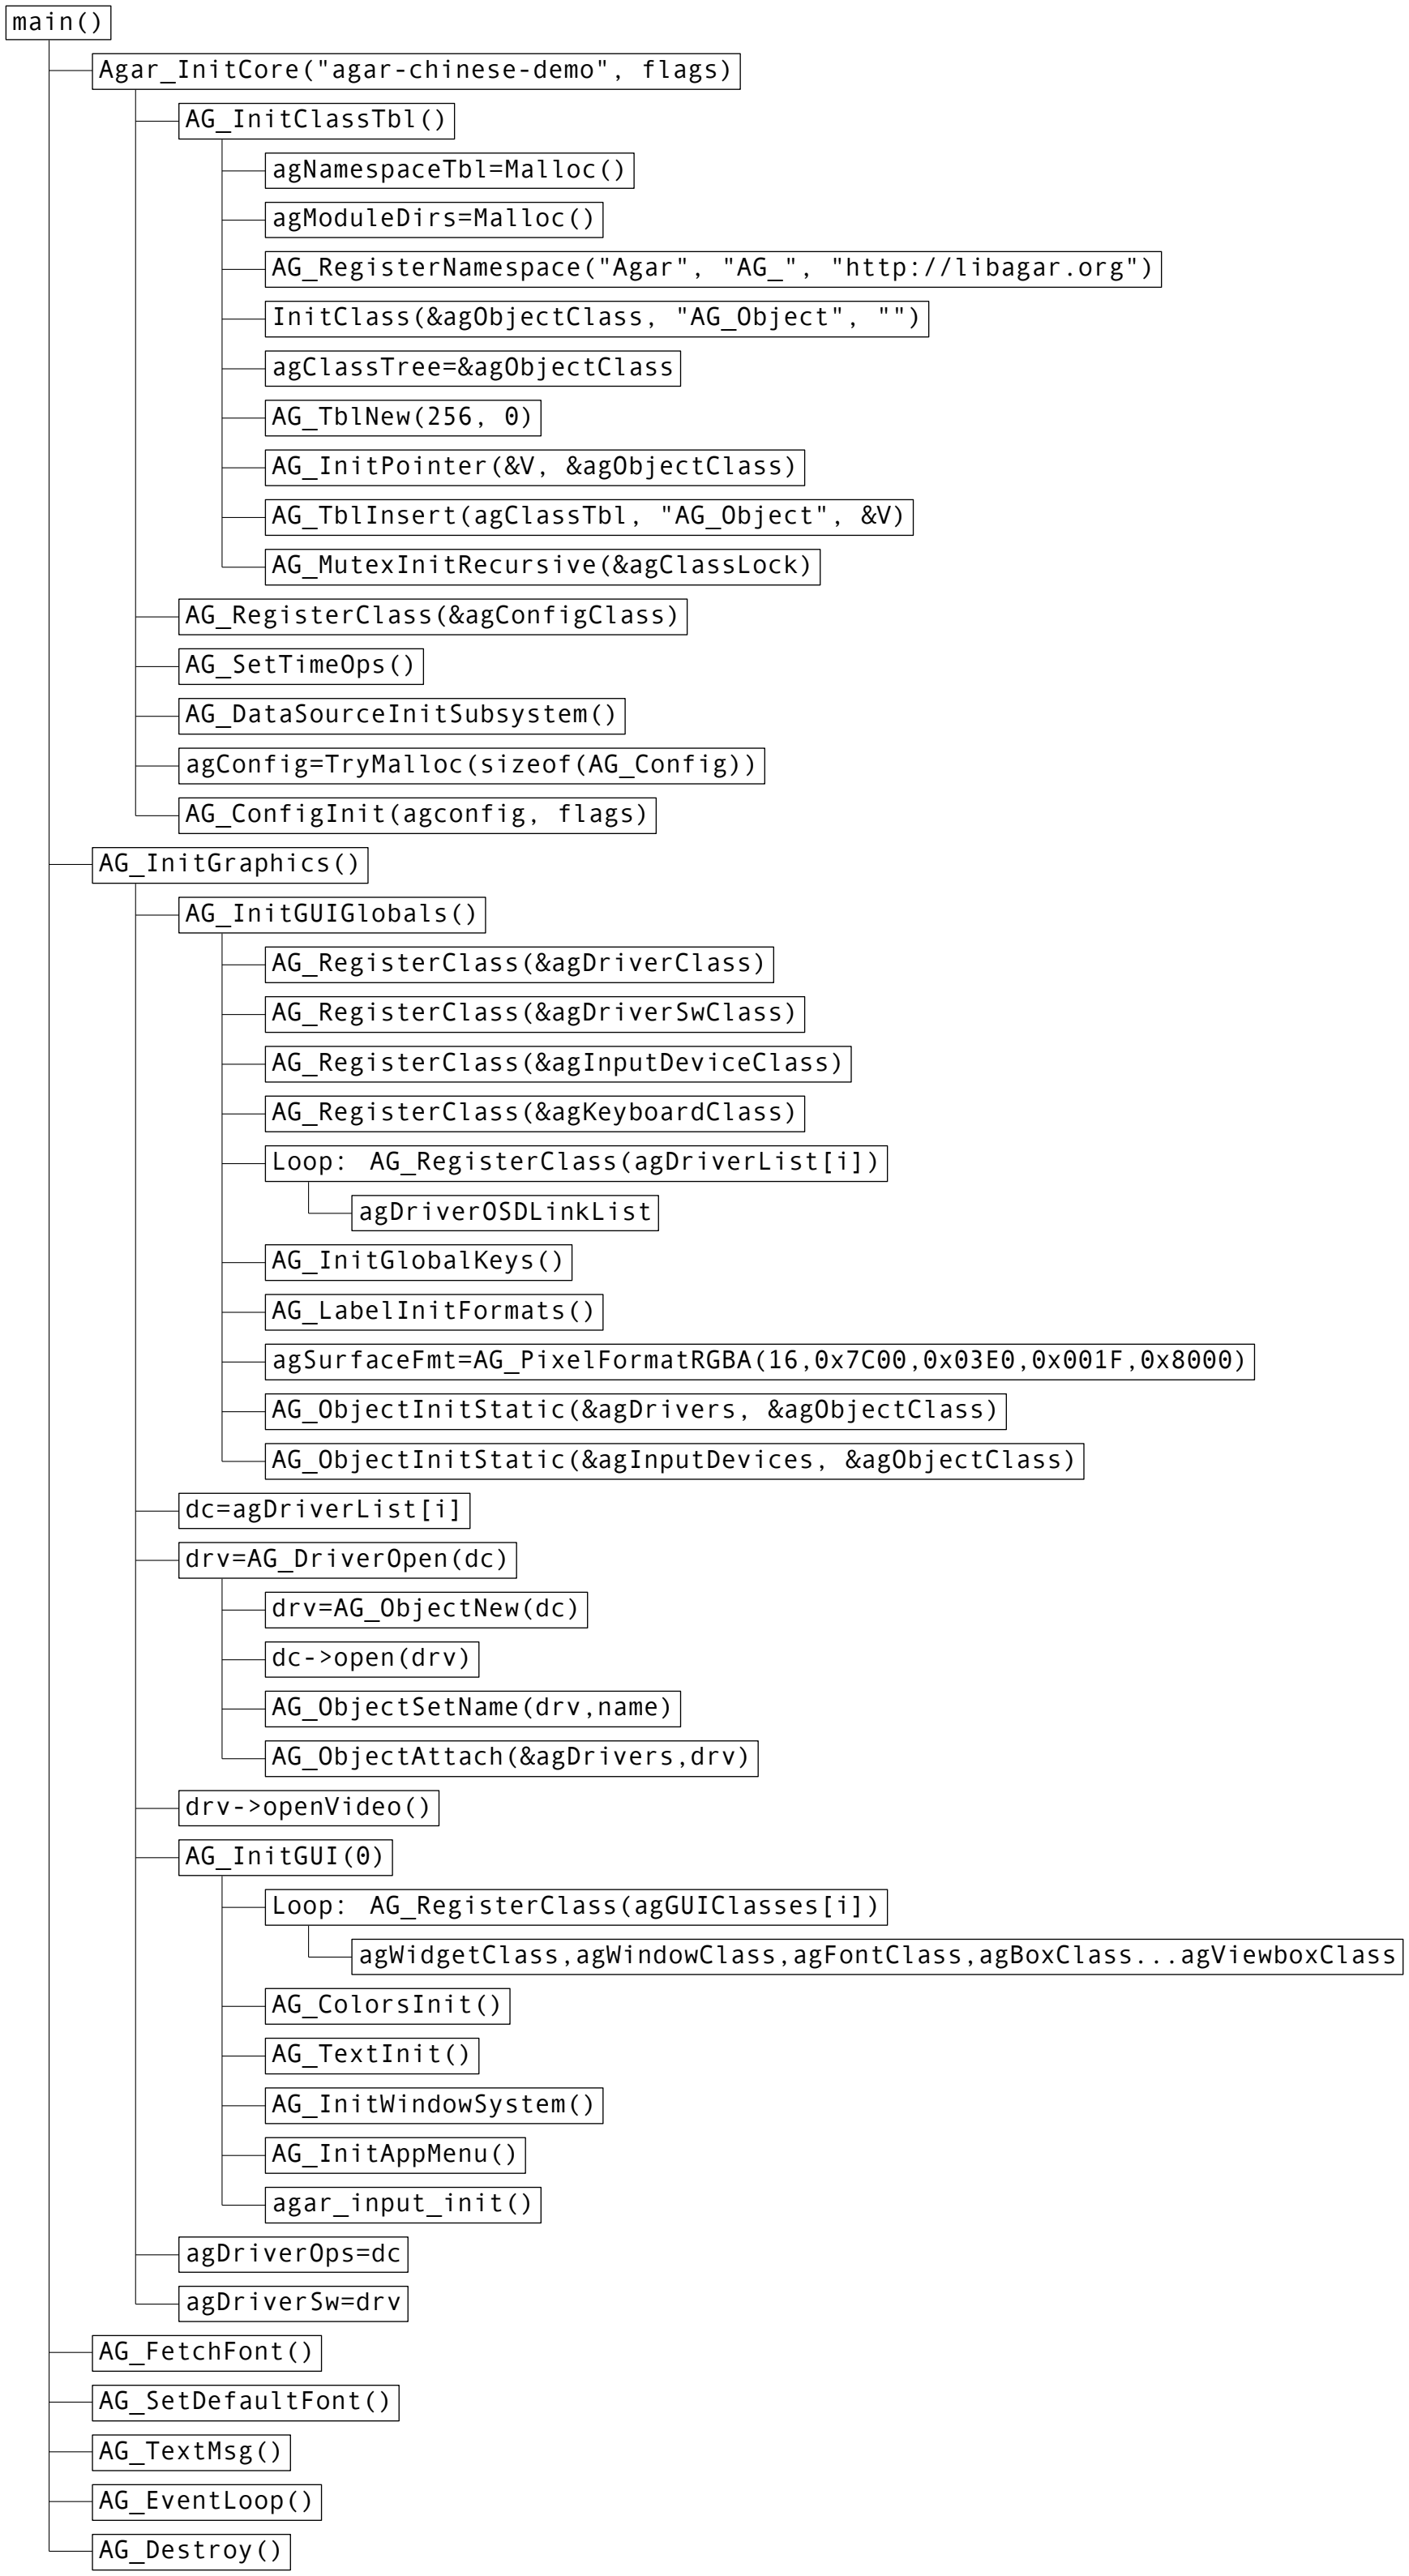 main()
Agar_InitCore("agar-chinese-demo", flags)
AG_InitClassTbl()
agNamespaceTbl=Malloc()
agModuleDirs=Malloc()
AG_RegisterNamespace("Agar", "AG_", "http://libagar.org")
InitClass(&agObjectClass, "AG_Object", "")
agClassTree=&agObjectClass
AG_TblNew(256, 0)
AG_InitPointer(&V, &agObjectClass)
AG_TblInsert(agClassTbl, "AG_Object", &V)
AG_MutexInitRecursive(&agClassLock)
AG_RegisterClass(&agConfigClass)
AG_SetTimeOps()
AG_DataSourceInitSubsystem()
agConfig=TryMalloc(sizeof(AG_Config))
AG_ConfigInit(agconfig, flags)
AG_InitGraphics()
AG_InitGUIGlobals()
AG_RegisterClass(&agDriverClass)
AG_RegisterClass(&agDriverSwClass)
AG_RegisterClass(&agInputDeviceClass)
AG_RegisterClass(&agKeyboardClass)
Loop: AG_RegisterClass(agDriverList[i])
agDriverOSDLinkList
AG_InitGlobalKeys()
AG_LabelInitFormats()
agSurfaceFmt=AG_PixelFormatRGBA(16,0x7C00,0x03E0,0x001F,0x8000)
AG_ObjectInitStatic(&agDrivers, &agObjectClass)
AG_ObjectInitStatic(&agInputDevices, &agObjectClass)
dc=agDriverList[i]
drv=AG_DriverOpen(dc)
drv=AG_ObjectNew(dc)
dc->open(drv)
AG_ObjectSetName(drv,name)
AG_ObjectAttach(&agDrivers,drv)
drv->openVideo()
AG_InitGUI(0)
Loop: AG_RegisterClass(agGUIClasses[i])
agWidgetClass,agWindowClass,agFontClass,agBoxClass...agViewboxClass
AG_ColorsInit()
AG_TextInit()
AG_InitWindowSystem()
AG_InitAppMenu()
agar_input_init()
agDriverOps=dc
agDriverSw=drv
AG_FetchFont()
AG_SetDefaultFont()
AG_TextMsg()
AG_EventLoop()
AG_Destroy()